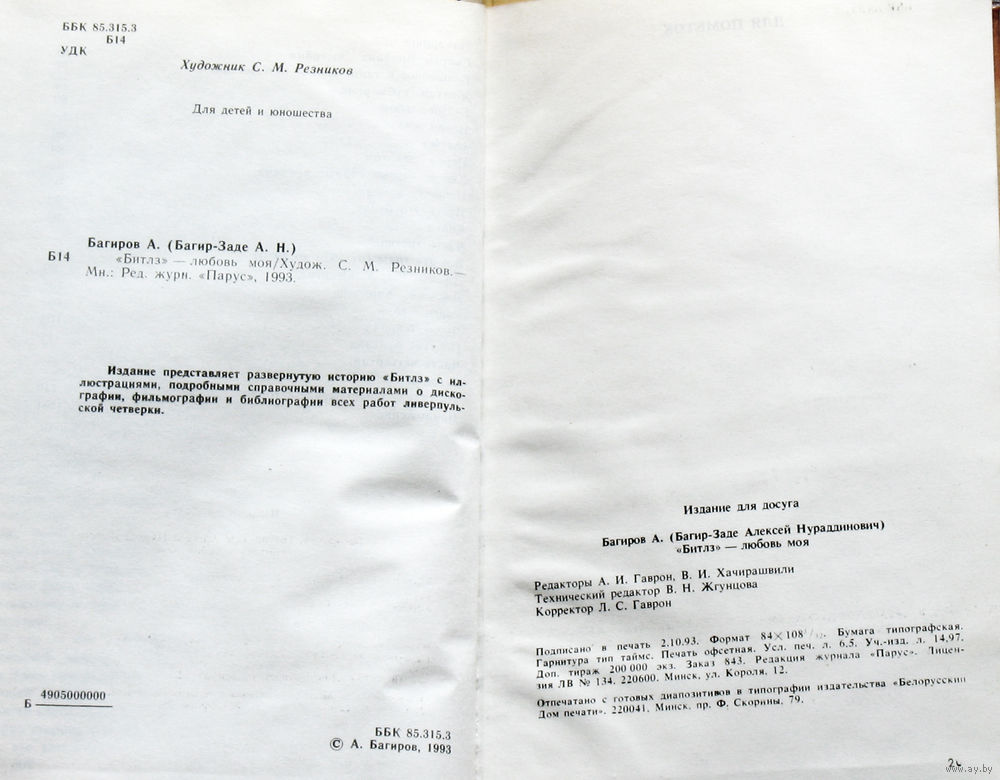 ББК 85.315.3
Б14
УДК
Художник С. М. Резников
Для детей и юношества
Багиров А. (Багир-Заде А. Н.)
Б14
«Битлз» — любовь моя/Худож. С. М. Резников.—
Мн.: Ред. журн. «Парус», 1993.
Издание представляет развернутую историю «Битлз» с ил-
люстрациями, подробными справочными материалами о диско-
графии, фильмографии и библиографии всех работ ливерпуль-
ской четверки.
Б 4905000000
ББК 85.315.3
© А. Багиров, 1993
ДЛЯ ПОМЕТОК
Издание для досуга
Багиров А. (Багир-Заде Алексей Нураддинович)
«Битлз» — любовь моя
Редакторы А. И. Гаврон, В. И. Хачирашвили
Технический редактор В. Н. Жгунцова
Корректор Л. С. Гаврон
Подписано в печать 2.10.93. Формат 84×108 Бумага типографская.
Гарнитура тип таймс. Печать офсетная. Усл. печ. л. 6,5. Уч.-изд. л. 14,97.
Доп. тираж 200 000 экз. Заказ 843. Редакция журнала «Парус». Лицен-
зия ЛВ № 134. 220600. Минск, ул. Короля, 12.
Отпечатано с готовых диапозитивов в типографии издательства «Белорусский
Дом печати». 220041, Минск, пр. Ф. Скорины, 79.
www.ay.by